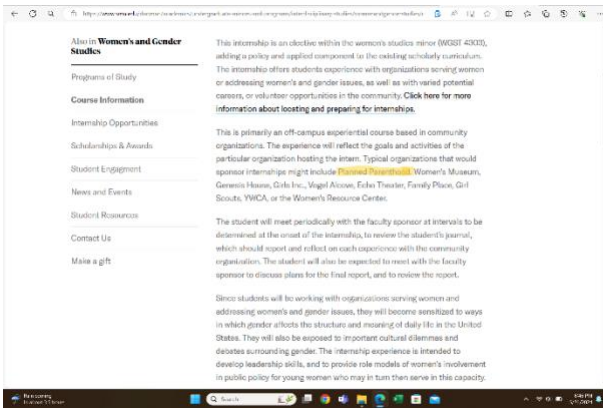 Also in Women's and Gender
Studies
Programs of Study
Course Information
Internship Opportunities
Scholarships & Awards
Student Engagment
News and Events
Student Resources
Contact Us
Make a gift
This internship is an elective within the women's studies minor (WGST 4303),
adding a policy and applied component to the existing scholarly curriculum.
The internship offers students experience with organizations serving women
or addressing women's and gender issues, as well as with varied potential
careers, or volunteer opportunities in the community. Click here for more
information about locating and preparing for internships.
This is primarily an off-campus experiential course based in community
organizations. The experience will reflect the goals and activities of the
particular organization hosting the intern. Typical organizations that would
sponsor internships might include Planned Parenthood, Women's Museum,
Genesis House, Girls Inc., Vogel Alcove, Echo Theater, Family Place, Girl
Scouts, YWCA, or the Women's Resource Center.
The student will meet periodically with the faculty sponsor at intervals to be
determined at the onset of the internship, to review the student's journal,
which should report and reflect on each experience with the community
organization. The student will also be expected to meet with the faculty
sponsor to discuss plans for the final report, and to review the report.
Since students will be working with organizations serving women and
addressing women's and gender issues, they will become sensitized to ways
in which gender affects the structure and meaning of daily life in the United
States. They will also be exposed to important cultural dilemmas and
debates surrounding gender. The internship experience is intended to
develop leadership skills, and to provide role models of women's involvement
in public policy for young women who may in turn then serve in this capacity.
Rain coming
Search